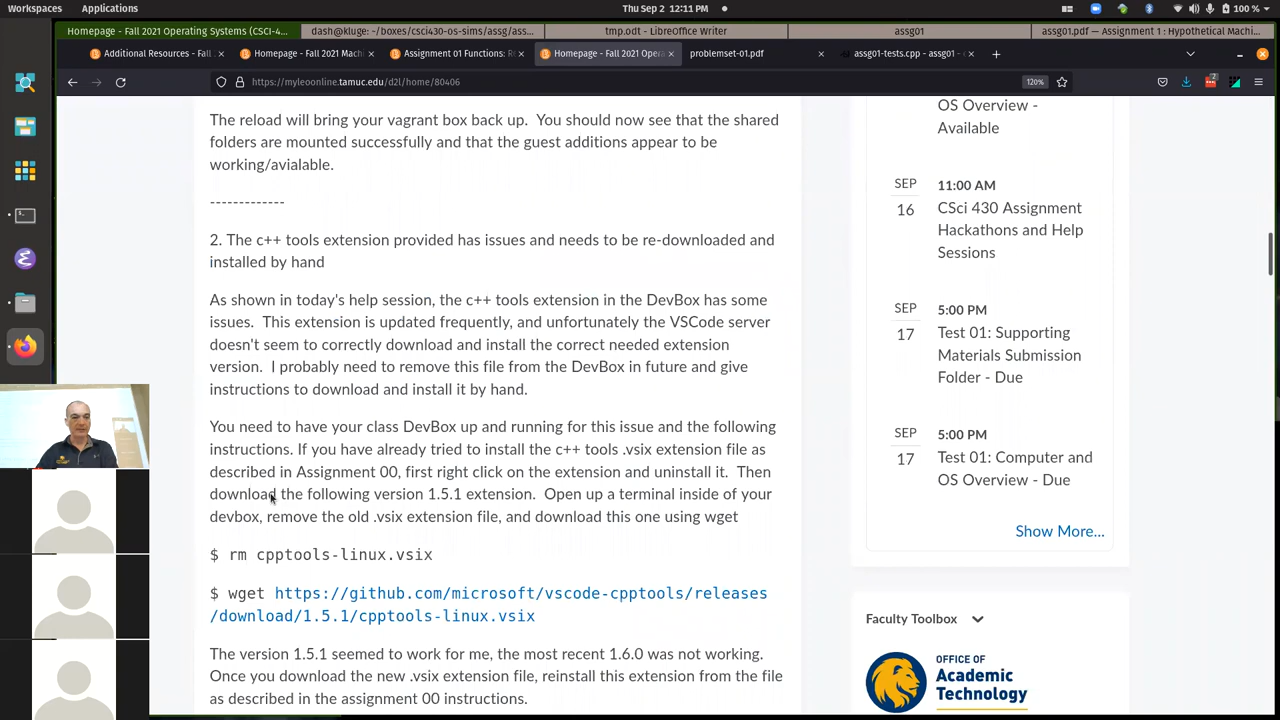 Workspaces Applications Thu Sep 2 12:11 PM 100 %
Homepage - Fall 2021 Operating Systems (CSCI-4... dash@kluge: ~/boxes/csci430-os-sims/assg/assg0... tmp.odt - LibreOffice Writer assg01 assg01.pdf — Assignment 1 : Hypothetical Machi...
Additional Resources - Fall Homepage - Fall 2021 Mach Assignment 01 Functions: R Homepage - Fall 2021 Oper problemset-01.pdf assg01-tests.cpp - assg01 -
https://myleoonline.tamuc.edu/d2l/home/80406 120%
The reload will bring your vagrant box back up. You should now see that the shared
folders are mounted successfully and that the guest additions appear to be
working/avialable.
-------------
2. The c++ tools extension provided has issues and needs to be re-downloaded and
installed by hand
As shown in today's help session, the c++ tools extension in the DevBox has some
issues. This extension is updated frequently, and unfortunately the VSCode server
doesn't seem to correctly download and install the correct needed extension
version. I probably need to remove this file from the DevBox in future and give
instructions to download and install it by hand.
You need to have your class DevBox up and running for this issue and the following
instructions. If you have already tried to install the c++ tools .vsix extension file as
described in Assignment 00, first right click on the extension and uninstall it. Then
download the following version 1.5.1 extension. Open up a terminal inside of your
devbox, remove the old .vsix extension file, and download this one using wget
$ rm cpptools-linux.vsix
$ wget https://github.com/microsoft/vscode-cpptools/releases
/download/1.5.1/cpptools-linux.vsix
The version 1.5.1 seemed to work for me, the most recent 1.6.0 was not working.
Once you download the new .vsix extension file, reinstall this extension from the file
as described in the assignment 00 instructions.
OS Overview -
Available
SEP 11:00 AM
16 CSci 430 Assignment
Hackathons and Help
Sessions
SEP 5:00 PM
17 Test 01: Supporting
Materials Submission
Folder - Due
SEP 5:00 PM
17 Test 01: Computer and
OS Overview - Due
Show More...
Faculty Toolbox
OFFICE OF
Academic
Technology